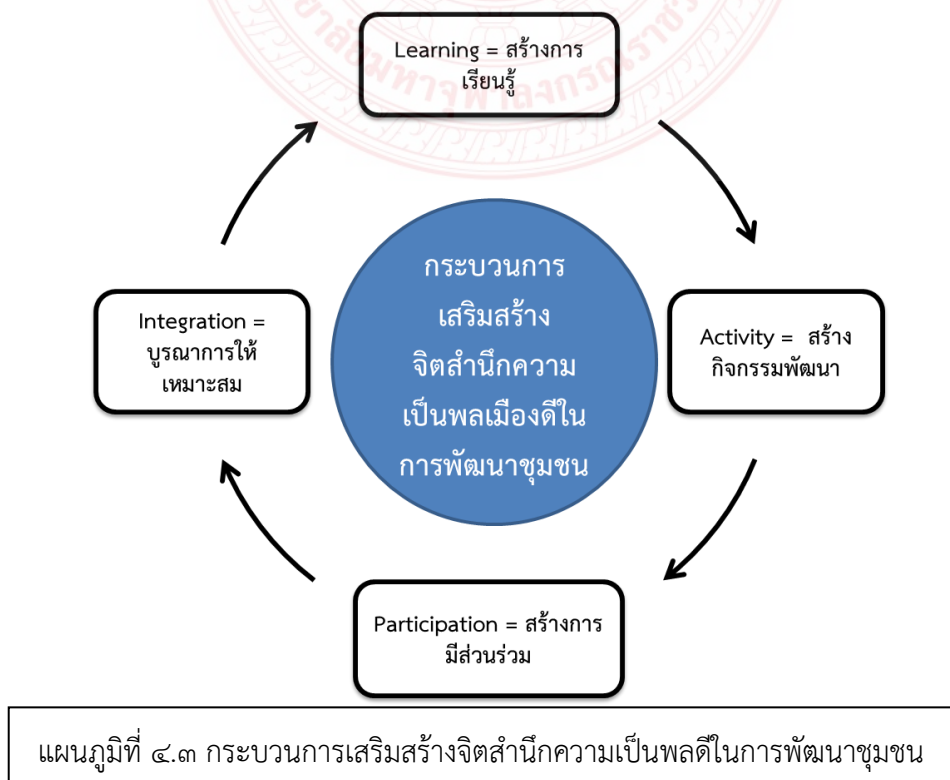 Learning = สร้างการ
เรียนรู้
Integration =
บูรณาการให้
เหมาะสม
กระบวนการ
เสริมสร้าง
จิตสำนึกความ
เป็นพลเมืองดีใน
การพัฒนาชุมชน
Activity = สร้าง
กิจกรรมพัฒนา
Participation = สร้างการ
มีส่วนร่วม
แผนภูมิที่ ๔.๓ กระบวนการเสริมสร้างจิตสำนึกความเป็นพลดีในการพัฒนาชุมชน